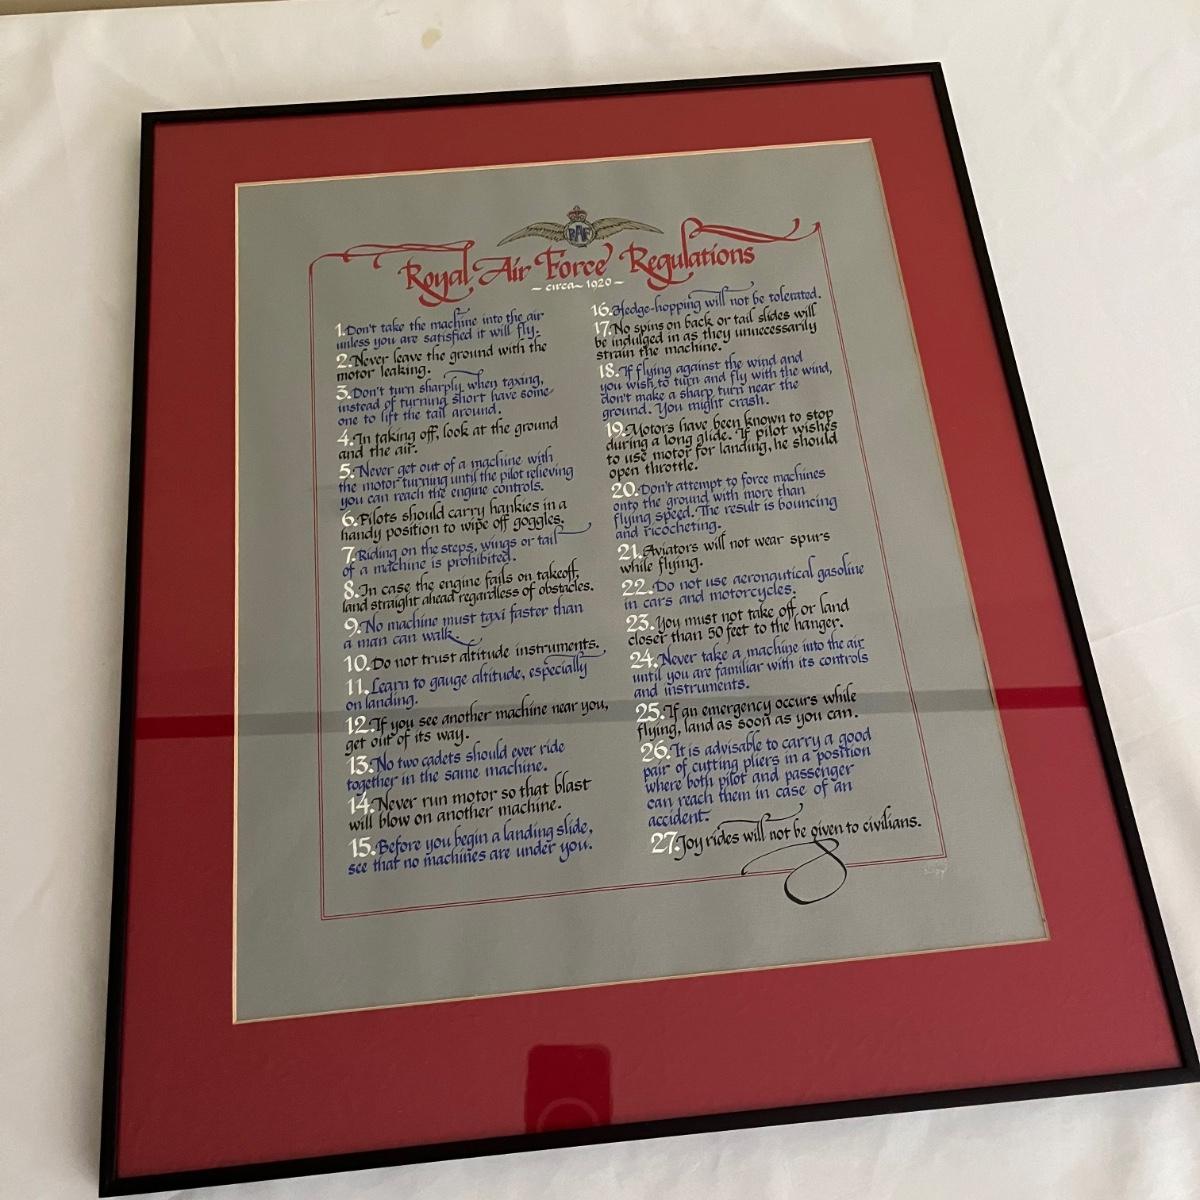 RAF
Royal Air Force Regulations
~ circa ~ 1920 ~
1. Don't take the machine into the air
unless you are satisfied it will fly.
2. Never leave the ground with the
motor leaking.
3. Don't turn sharply when taxing,
instead of turning short have some-
one to lift the tail around.
4. In taking off, look at the ground
and the air.
5. Never get out of a machine with
the motor turning until the pilot relieving
you can reach the engine controls.
6. Pilots should carry hankies in a
handy position to wipe off goggles.
7. Riding on the steps, wings or tail
of a machine is prohibited.
8. In case the engine fails on takeoff,
land straight ahead regardless of obstacles.
9. No machine must taxi faster than
a man can walk.
10. Do not trust altitude instruments.
11. Learn to gauge altitude, especially
on landing.
12. If you see another machine near you,
get out of its way.
13. No two cadets should ever ride
together in the same machine.
14. Never run motor so that blast
will blow on another machine.
15. Before you begin a landing slide,
see that no machines are under you.
16. Hedge-hopping will not be tolerated.
17. No spins on back or tail slides will
be indulged in as they unnecessarily
strain the machine.
18. If flying against the wind and
you wish to turn and fly with the wind,
don't make a sharp turn near the
ground. You might crash.
19. Motors have been known to stop
during a long glide. If pilot wishes
to use motor for landing, he should
open throttle.
20. Don't attempt to force machines
onto the ground with more than
flying speed. The result is bouncing
and ricocheting.
21. Aviators will not wear spurs
while flying.
22. Do not use aeronautical gasoline
in cars and motorcycles.
23. You must not take off or land
closer than 50 feet to the hanger.
24. Never take a machine into the air
until you are familiar with its controls
and instruments.
25. If an emergency occurs while
flying, land as soon as you can.
26. It is advisable to carry a good
pair of cutting pliers in a position
where both pilot and passenger
can reach them in case of an
accident.
27. Joy rides will not be given to civilians.